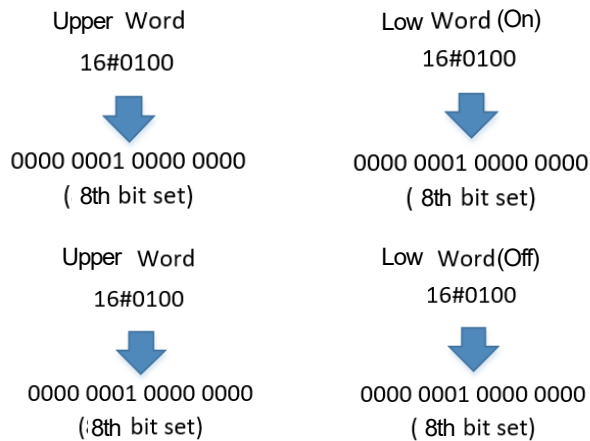 Upper Word
16#0100
0000 0001 0000 0000
( 8th bit set)
Low Word (On)
16#0100
0000 0001 0000 0000
( 8th bit set)
Upper Word
16#0100
0000 0001 0000 0000
(8th bit set)
Low Word (Off)
16#0100
0000 0001 0000 0000
( 8th bit set)